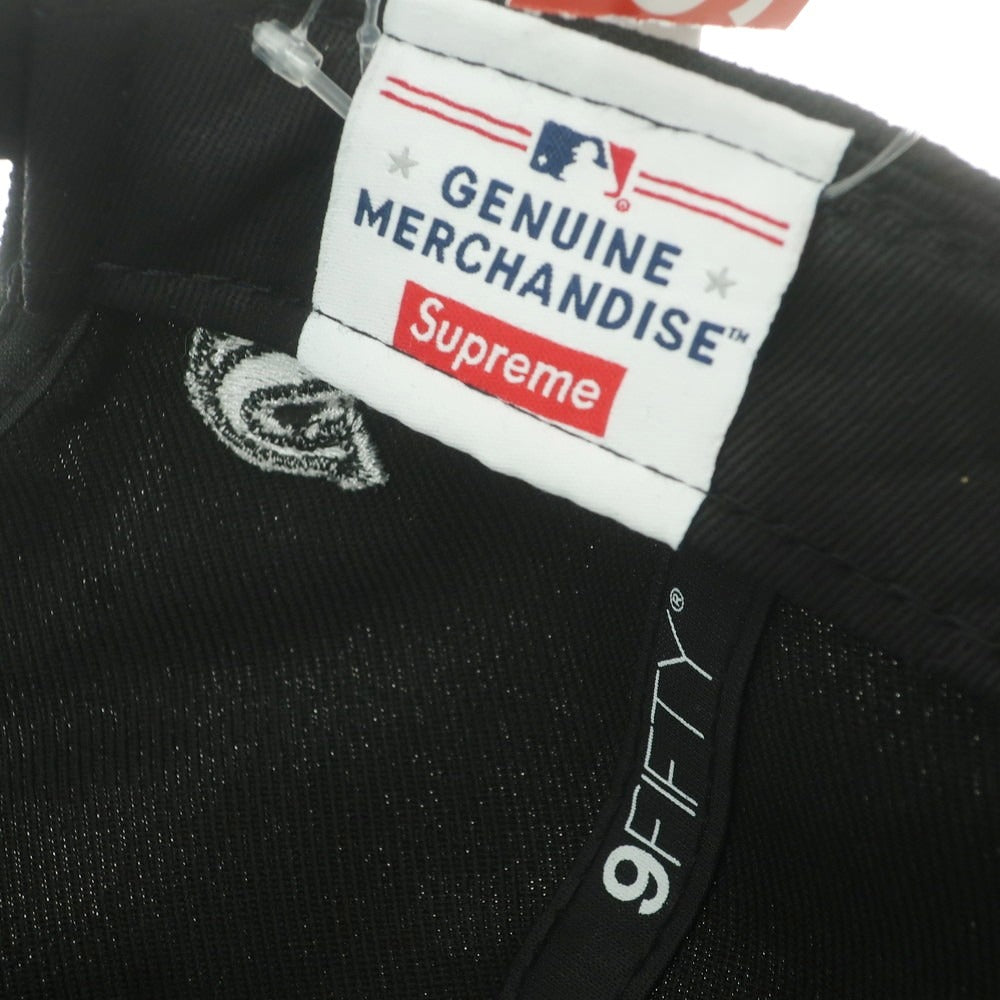 GENUINE
MERCHANDISE™
Supreme
9FIFTY®